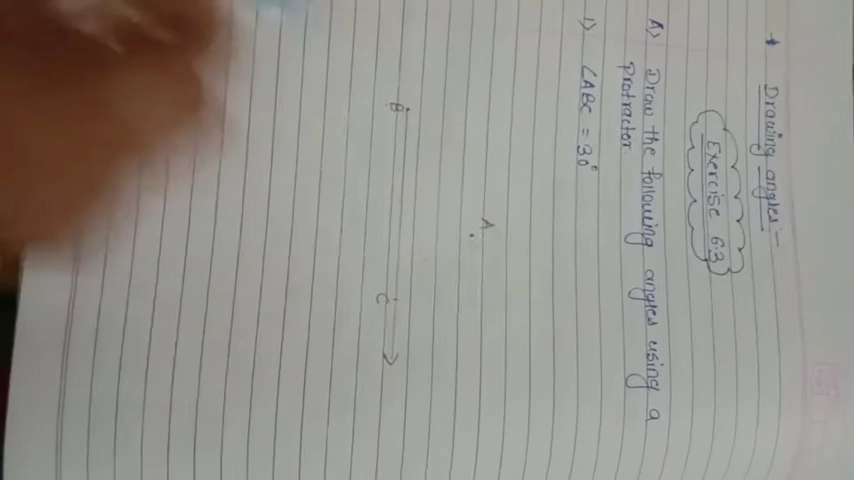 * Drawing angles:-
Exercise 6.3
A) Draw the following angles using a
protractor.
1) ∠ABC = 30°
A
B
C